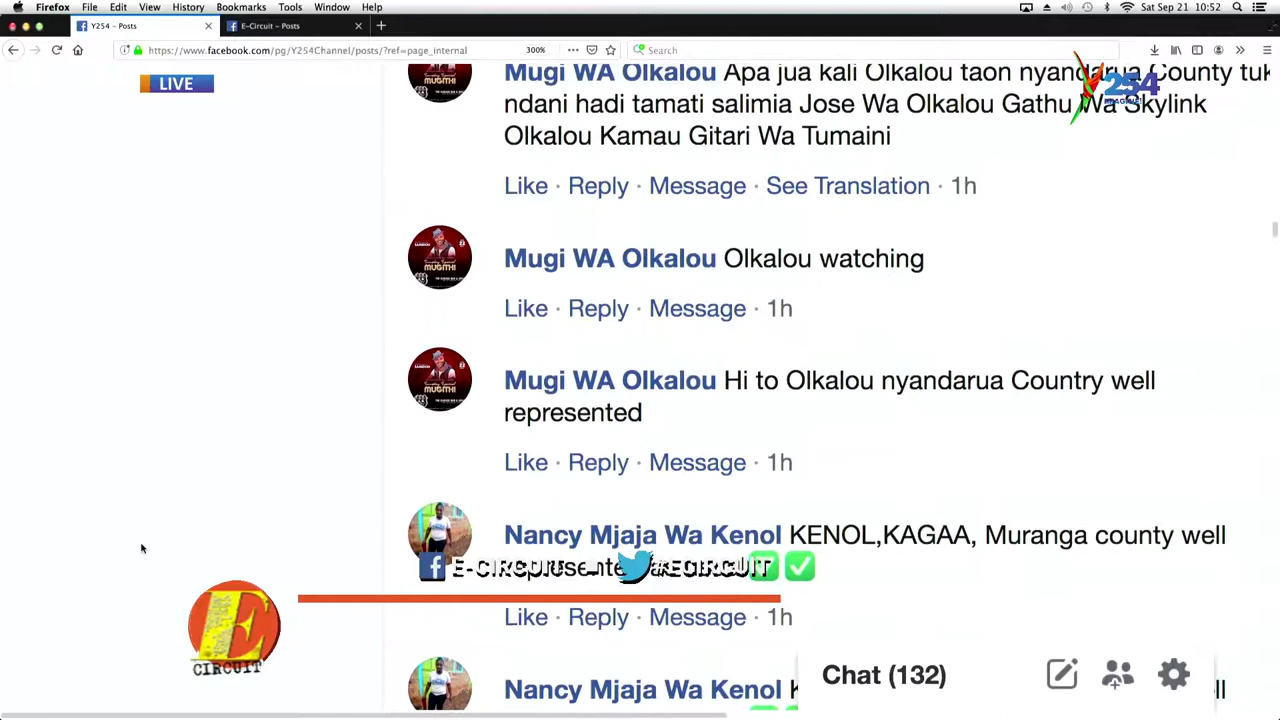 Firefox File Edit View History Bookmarks Tools Window Help Sat Sep 21 10:52
Y254 – Posts E-Circuit – Posts
https://www.facebook.com/pg/Y254Channel/posts/?ref=page_internal 300% Search
LIVE
254
Mugi WA Olkalou Apa jua kali Olkalou taon nyandarua County tuk
ndani hadi tamati salimia Jose Wa Olkalou Gathu Wa Skylink
Olkalou Kamau Gitari Wa Tumaini
Like · Reply · Message · See Translation · 1h
Mugi WA Olkalou Olkalou watching
Like · Reply · Message · 1h
Mugi WA Olkalou Hi to Olkalou nyandarua Country well
represented
Like · Reply · Message · 1h
Nancy Mjaja Wa Kenol KENOL,KAGAA, Muranga county well
E-CIRCUIT – #ECIRCUIT
Like · Reply · Message · 1h
E
CIRCUIT
Nancy Mjaja Wa Kenol
Chat (132)